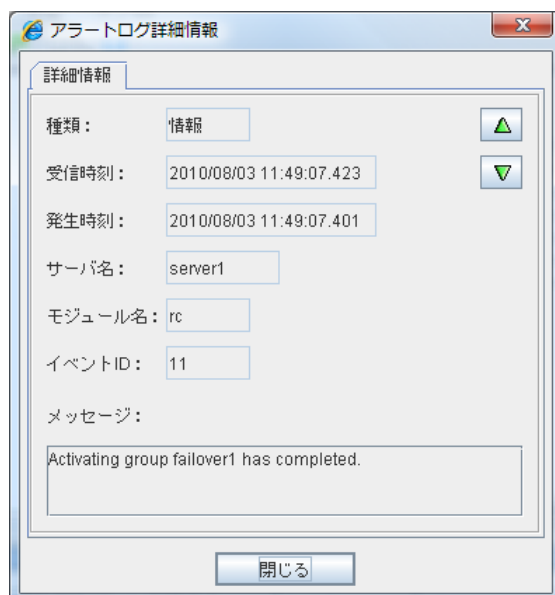 アラートログ詳細情報
詳細情報
種類： 情報
受信時刻： 2010/08/03 11:49:07.423
発生時刻： 2010/08/03 11:49:07.401
サーバ名： server1
モジュール名： rc
イベントID： 11
メッセージ：
Activating group failover1 has completed.
閉じる